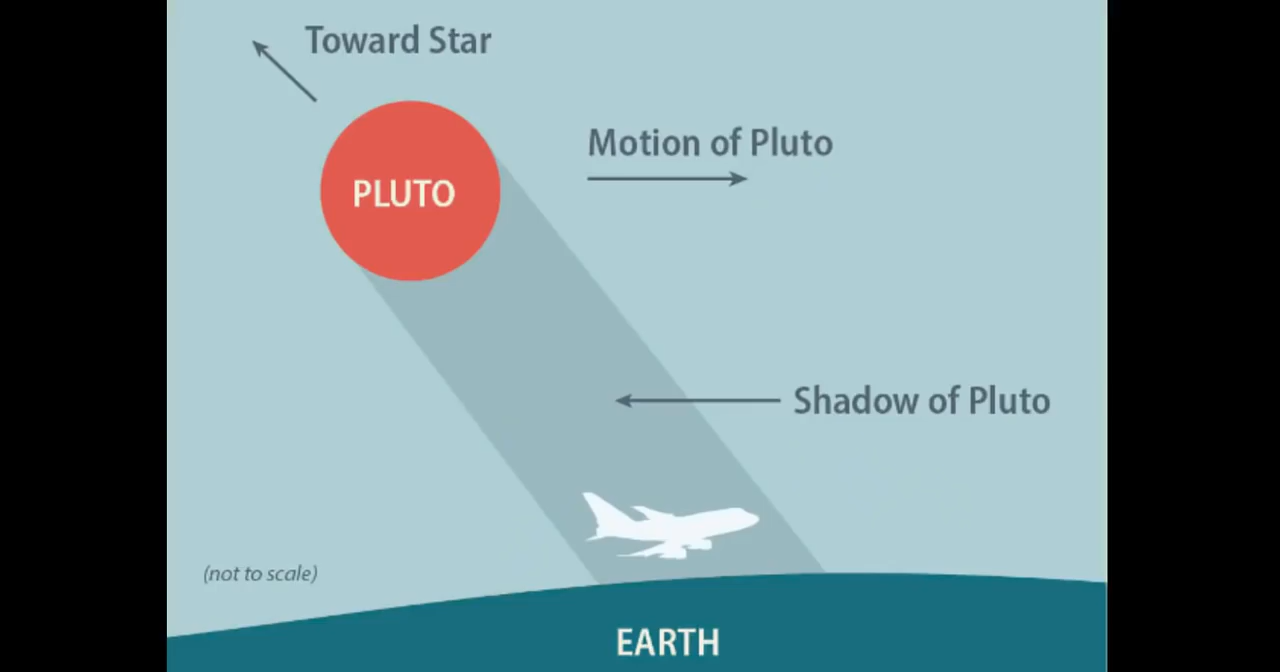 Toward Star
Motion of Pluto
PLUTO
Shadow of Pluto
(not to scale)
EARTH